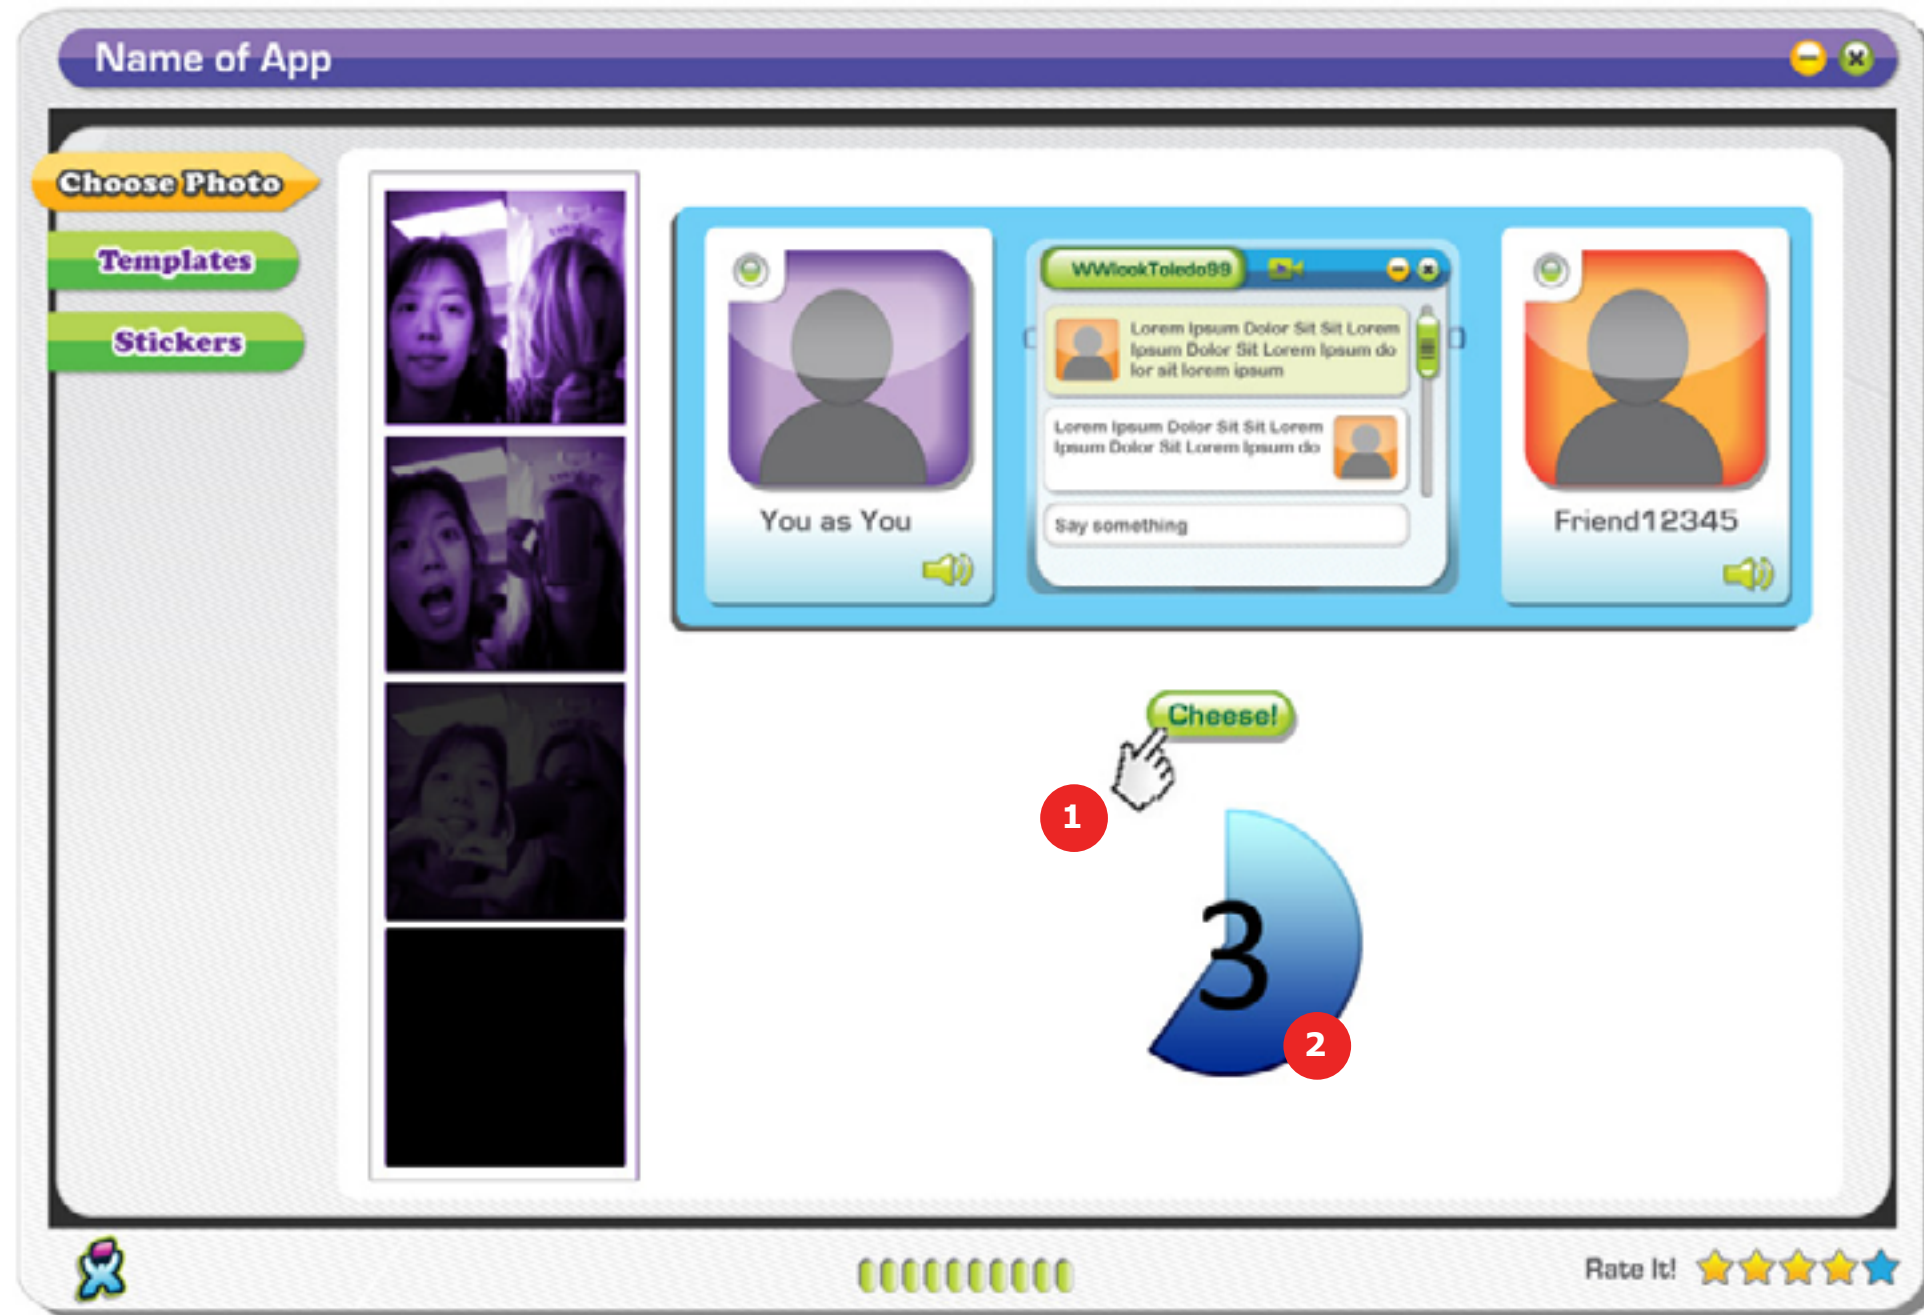 Name of App
Choose Photo
Templates
Stickers
WWlookToledo99
Lorem Ipsum Dolor Sit Sit Lorem
Ipsum Dolor Sit Lorem Ipsum do
lor sit lorem ipsum
Lorem Ipsum Dolor Sit Sit Lorem
Ipsum Dolor Sit Lorem Ipsum do
Say something
You as You
Friend12345
Cheese!
1
3
2
Rate It!